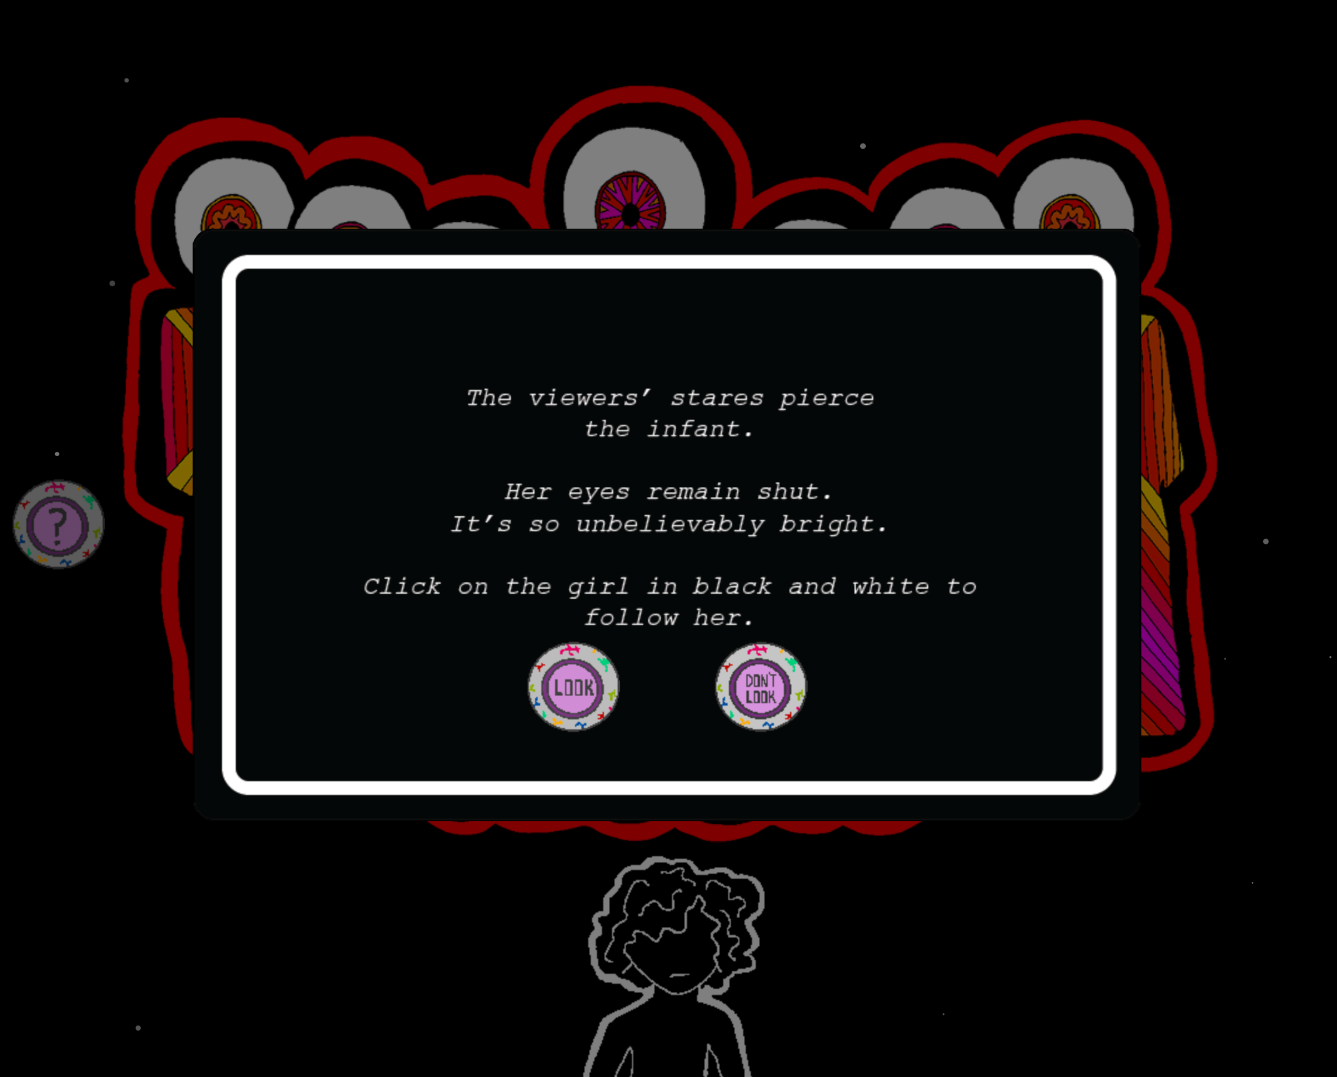 The viewers’ stares pierce
the infant.
Her eyes remain shut.
It’s so unbelievably bright.
Click on the girl in black and white to
follow her.
?
LOOK
DON'T
LOOK